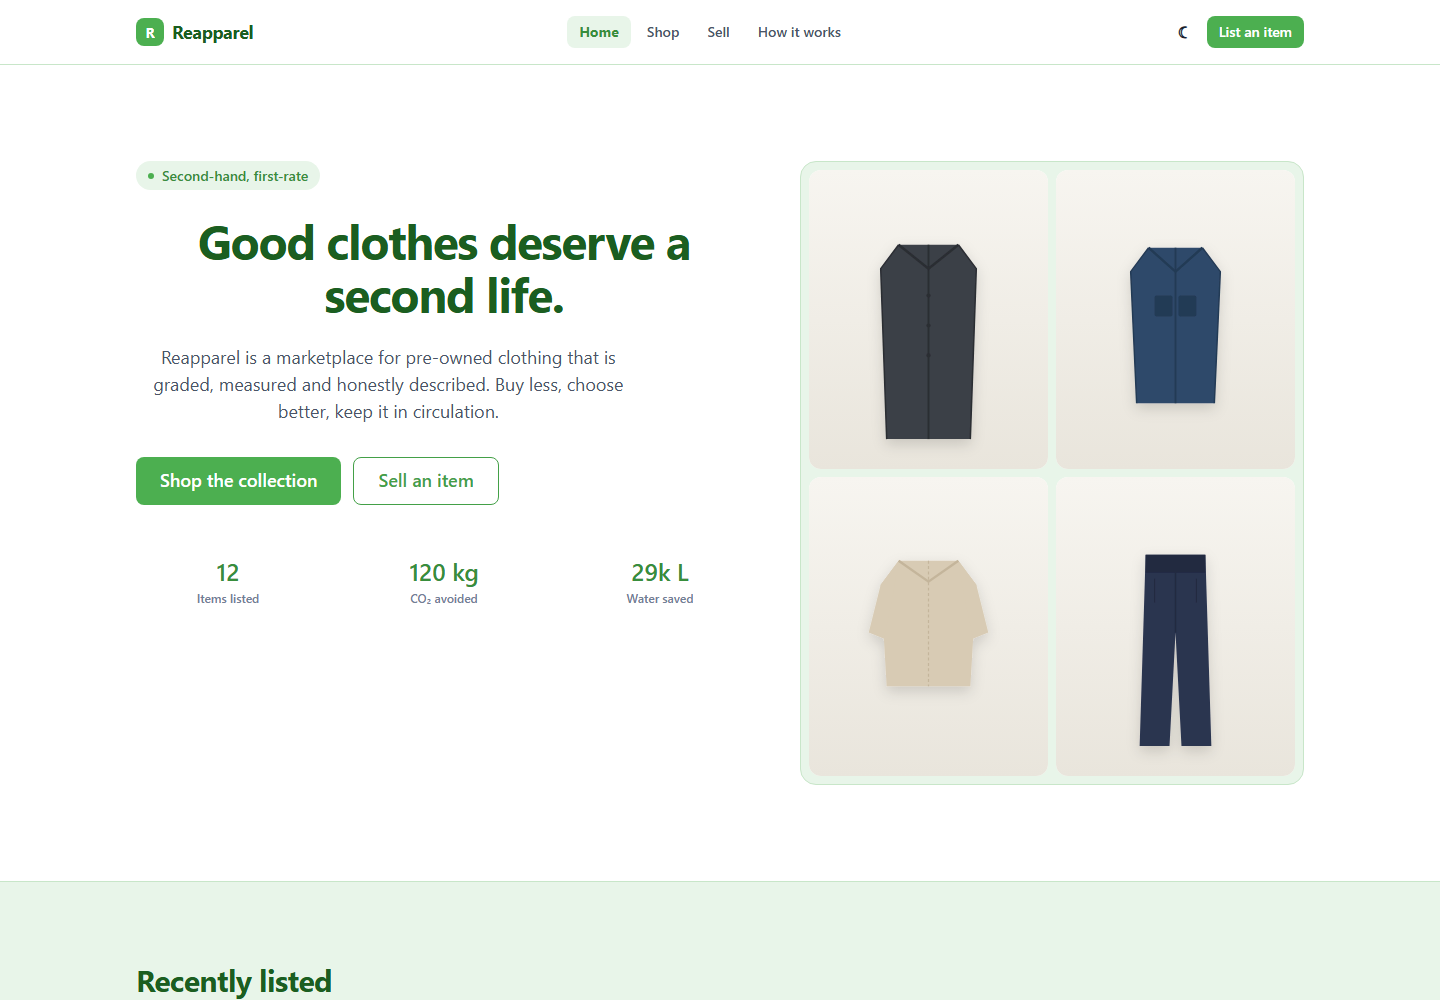 R Reapparel
Home Shop Sell How it works
List an item
Second-hand, first-rate
Good clothes deserve a
second life.
Reapparel is a marketplace for pre-owned clothing that is
graded, measured and honestly described. Buy less, choose
better, keep it in circulation.
Shop the collection
Sell an item
12
Items listed
120 kg
CO₂ avoided
29k L
Water saved
Recently listed